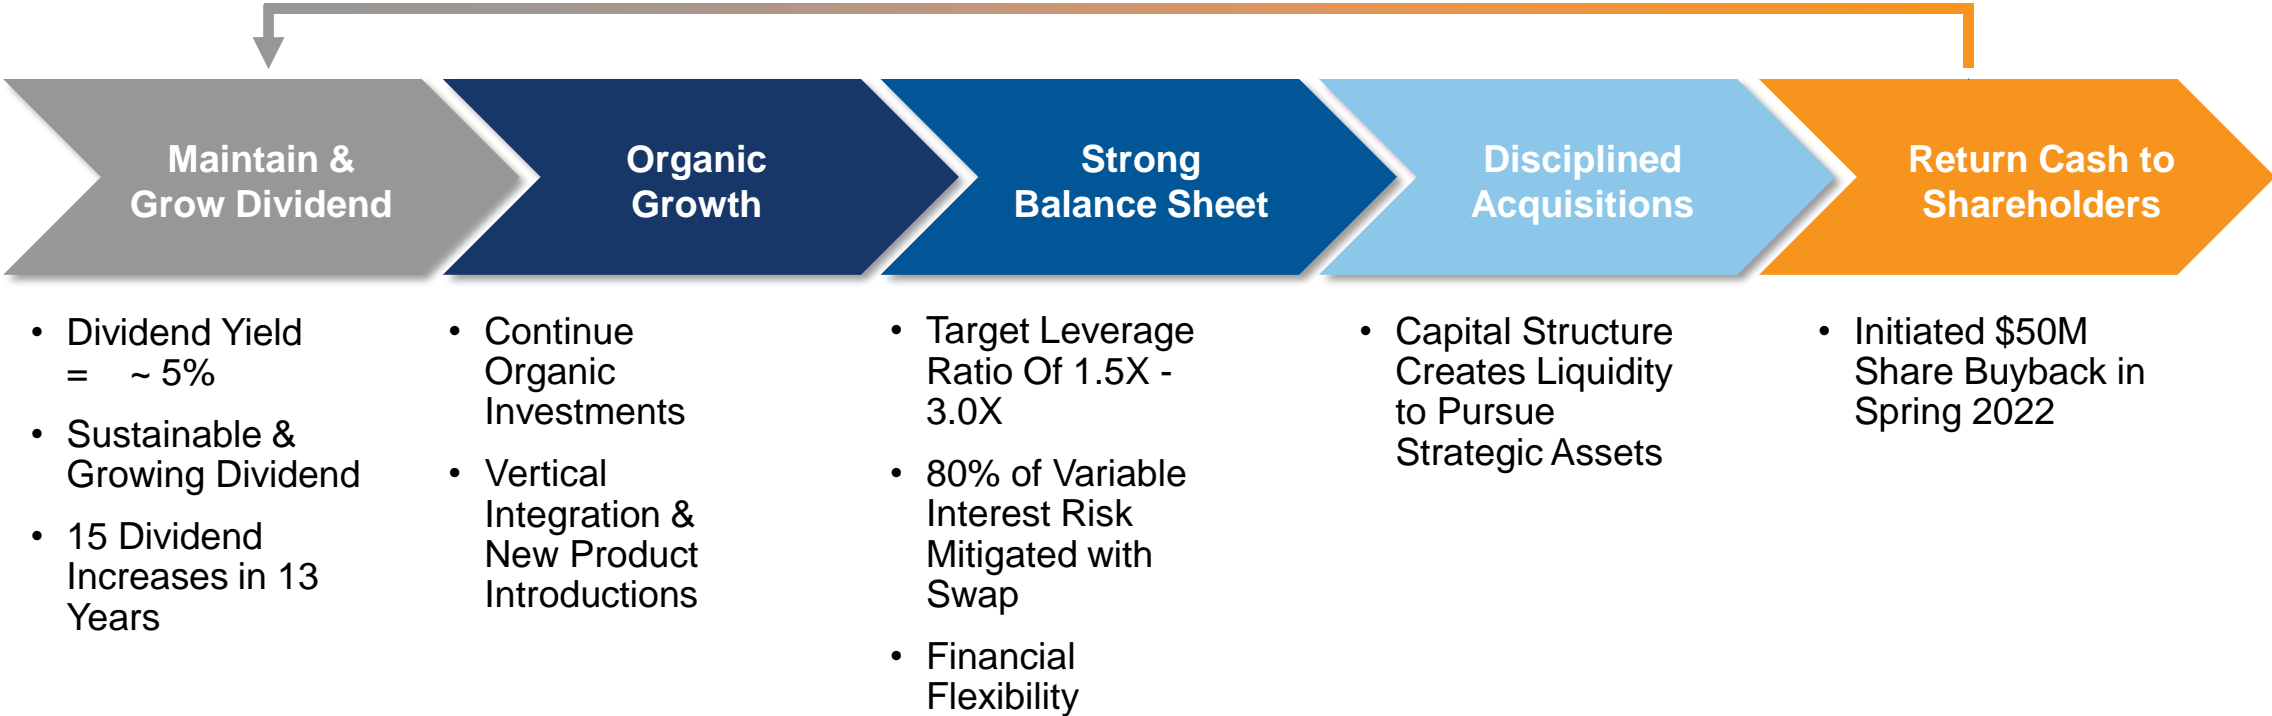 Maintain &
Grow Dividend
Organic
Growth
Strong
Balance Sheet
Disciplined
Acquisitions
Return Cash to
Shareholders
• Dividend Yield
= ~ 5%
• Sustainable &
Growing Dividend
• 15 Dividend
Increases in 13
Years
• Continue
Organic
Investments
• Vertical
Integration &
New Product
Introductions
• Target Leverage
Ratio Of 1.5X -
3.0X
• 80% of Variable
Interest Risk
Mitigated with
Swap
• Financial
Flexibility
• Capital Structure
Creates Liquidity
to Pursue
Strategic Assets
• Initiated $50M
Share Buyback in
Spring 2022